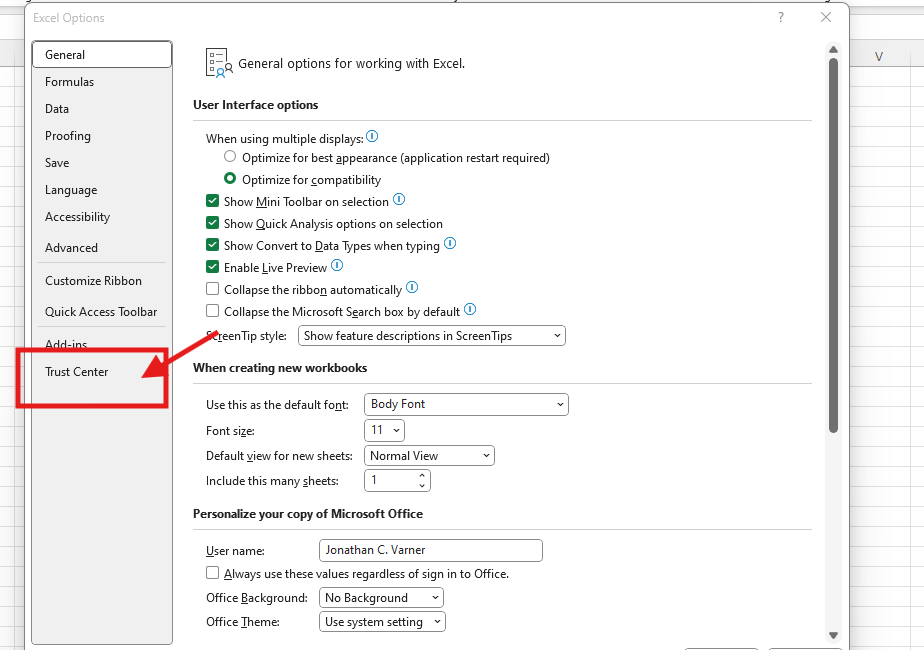 Excel Options
?
General
Formulas
Data
Proofing
Save
Language
Accessibility
Advanced
Customize Ribbon
Quick Access Toolbar
Add-ins
Trust Center
General options for working with Excel.
User Interface options
When using multiple displays:
Optimize for best appearance (application restart required)
Optimize for compatibility
Show Mini Toolbar on selection
Show Quick Analysis options on selection
Show Convert to Data Types when typing
Enable Live Preview
Collapse the ribbon automatically
Collapse the Microsoft Search box by default
ScreenTip style: Show feature descriptions in ScreenTips
When creating new workbooks
Use this as the default font: Body Font
Font size: 11
Default view for new sheets: Normal View
Include this many sheets: 1
Personalize your copy of Microsoft Office
User name: Jonathan C. Varner
Always use these values regardless of sign in to Office.
Office Background: No Background
Office Theme: Use system setting
V